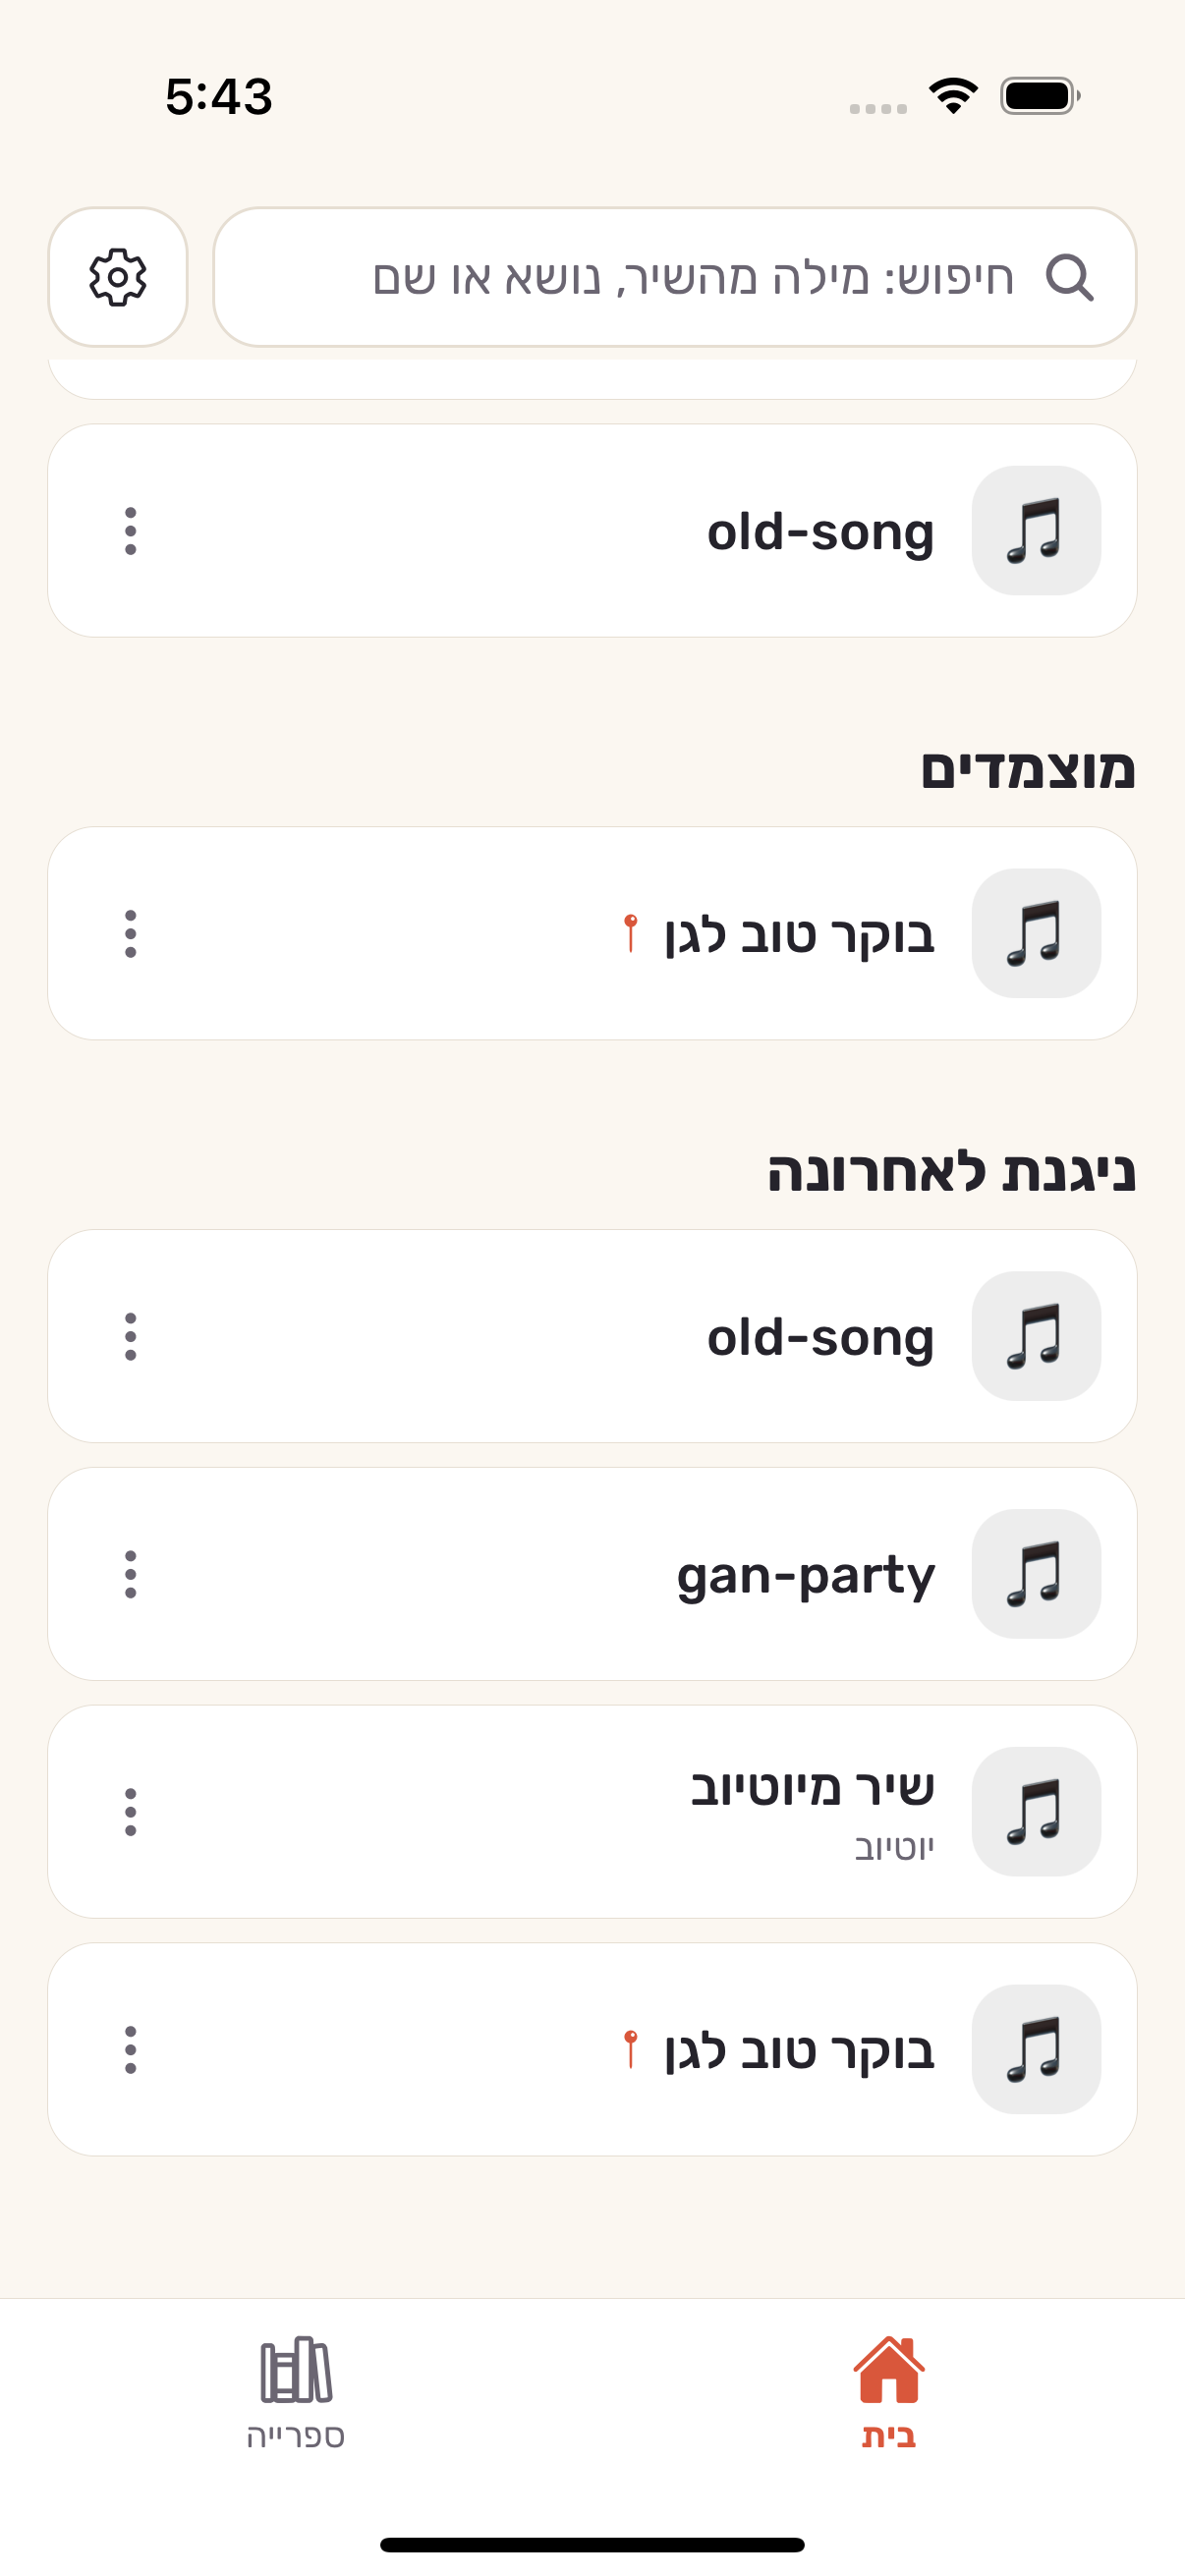 5:43
חיפוש: מילה מהשיר, נושא או שם
old-song
מוצמדים
בוקר טוב לגן
ניגנת לאחרונה
old-song
gan-party
שיר מיוטיוב
יוטיוב
בוקר טוב לגן
בית
ספרייה